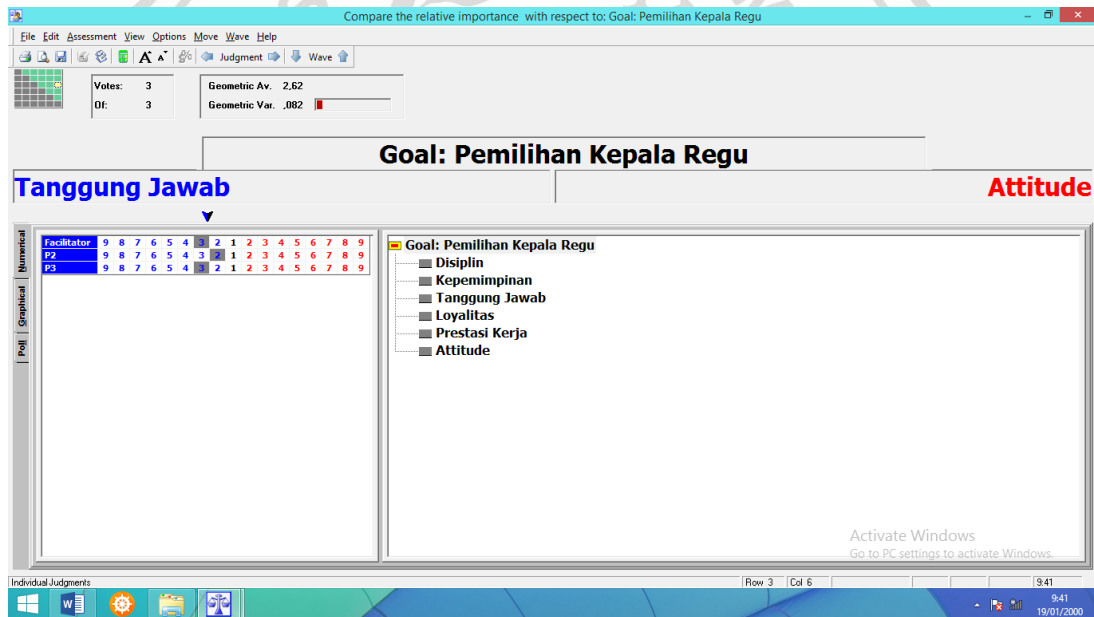 Compare the relative importance with respect to: Goal: Pemilihan Kepala Regu
File Edit Assessment View Options Move Wave Help
A A Judgment Wave
Votes: 3
Of: 3
Geometric Av. 2,62
Geometric Var. ,082
Goal: Pemilihan Kepala Regu
Tanggung Jawab
Attitude
Numerical
Graphical
Poll
Facilitator 9 8 7 6 5 4 3 2 1 2 3 4 5 6 7 8 9
P2 9 8 7 6 5 4 3 2 1 2 3 4 5 6 7 8 9
P3 9 8 7 6 5 4 3 2 1 2 3 4 5 6 7 8 9
Goal: Pemilihan Kepala Regu
Disiplin
Kepemimpinan
Tanggung Jawab
Loyalitas
Prestasi Kerja
Attitude
Activate Windows
Go to PC settings to activate Windows.
Individual Judgments Row 3 Col 6 9:41
9:41
19/01/2000